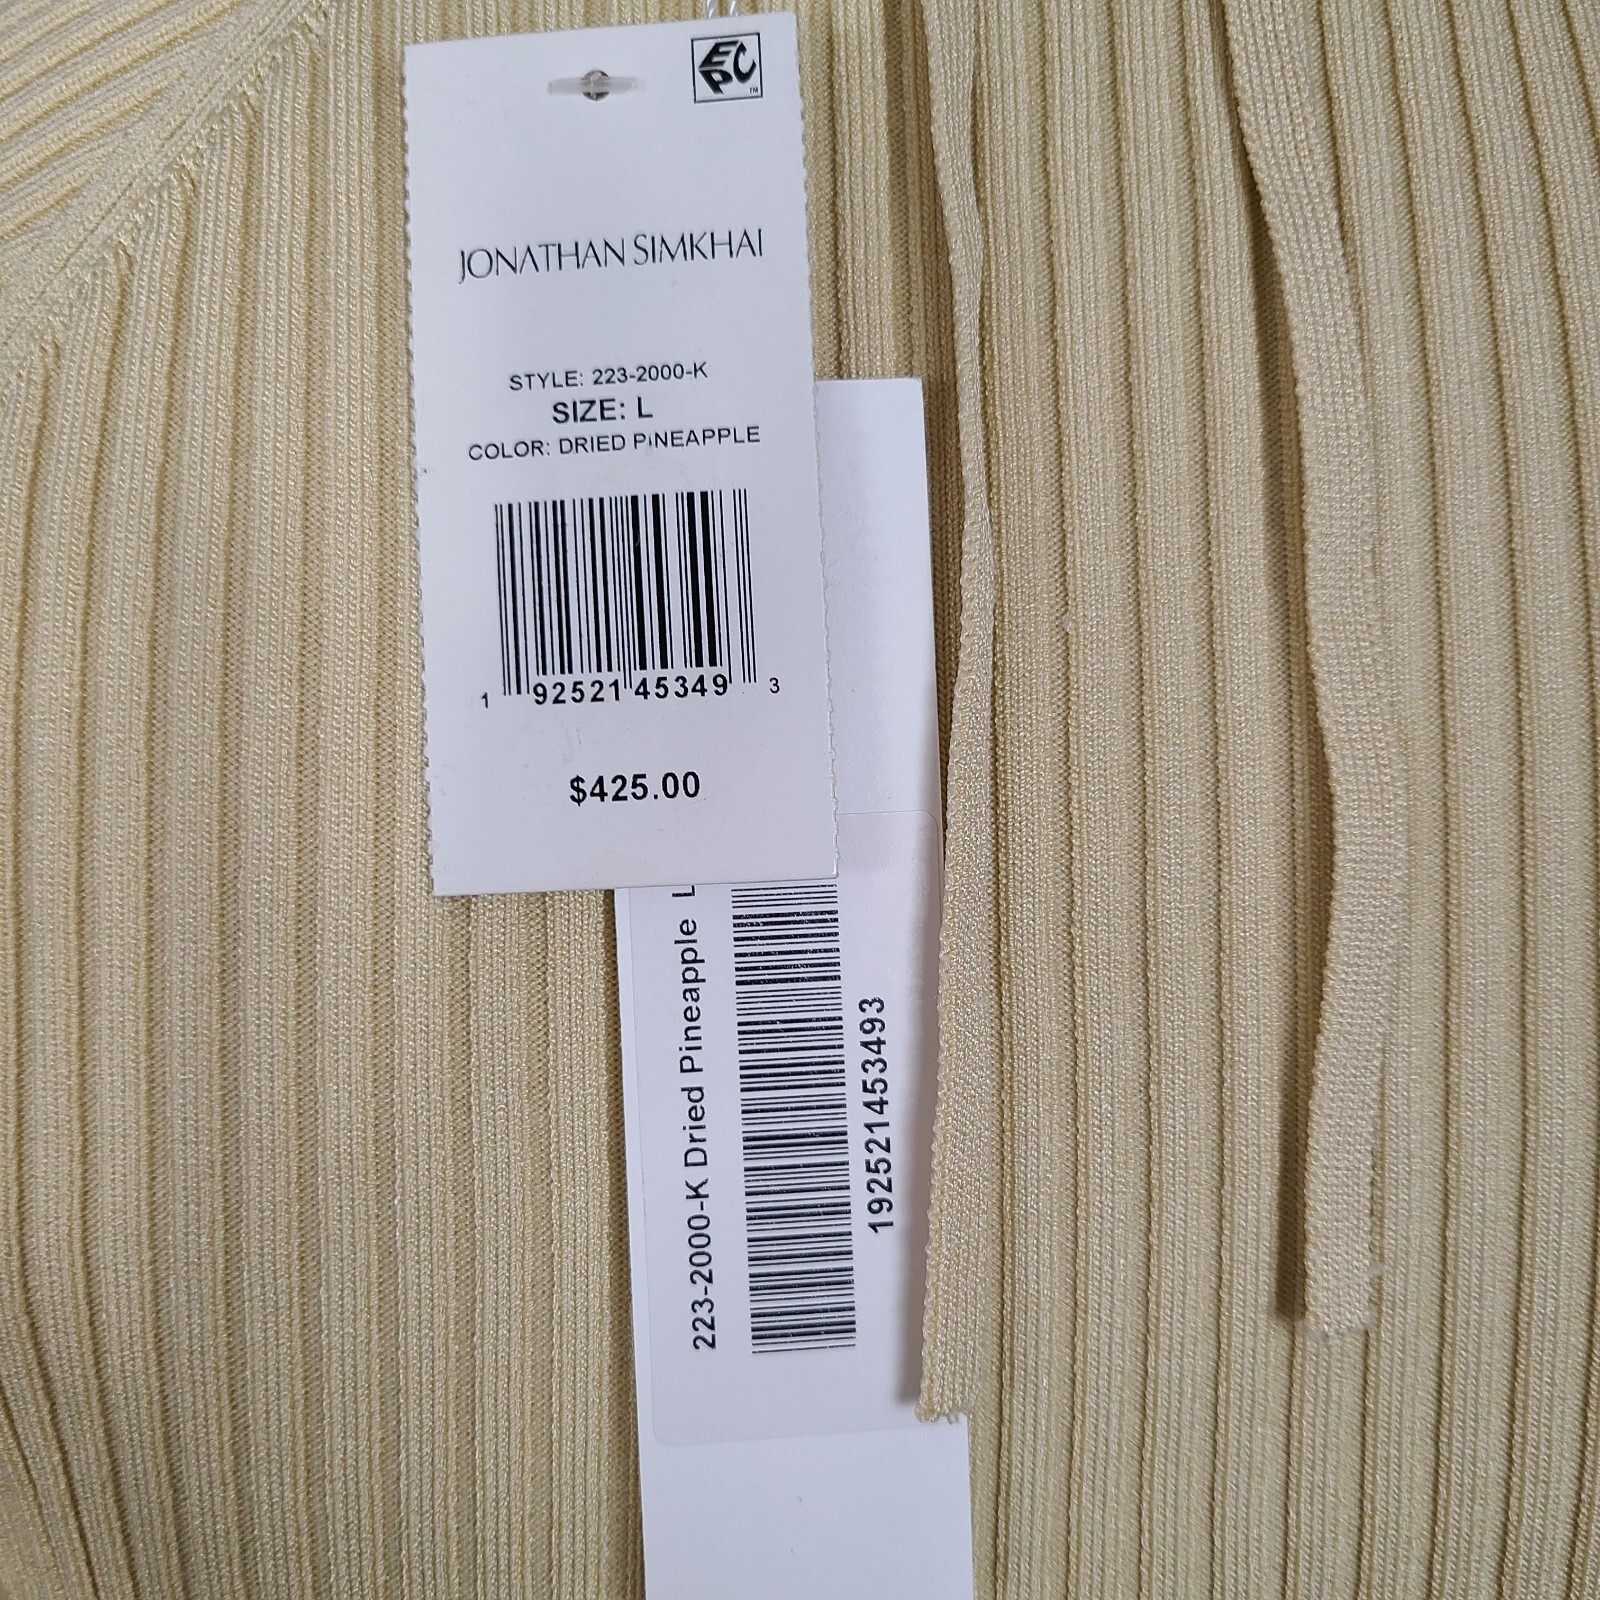 EPC
™
JONATHAN SIMKHAI
STYLE: 223-2000-K
SIZE: L
COLOR: DRIED PINEAPPLE
1 92521 45349 3
$425.00
223-2000-K Dried Pineapple L
192521453493